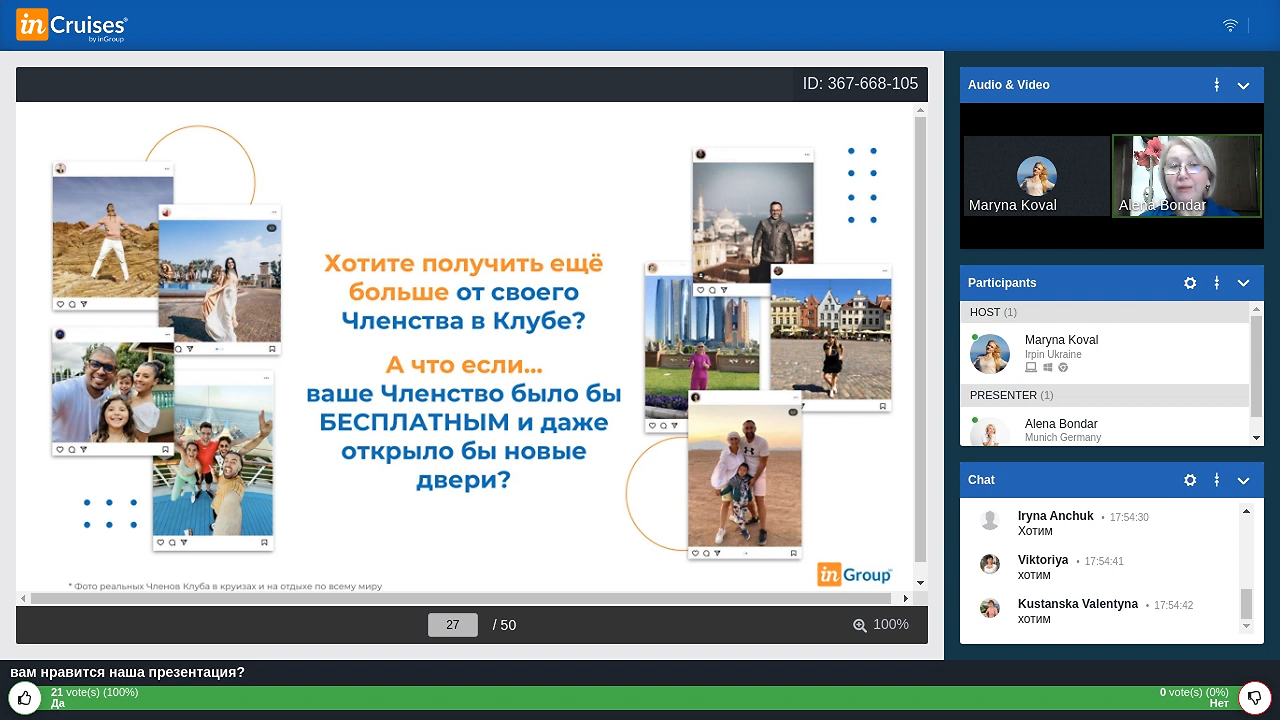 inCruises®
by inGroup
ID: 367-668-105
Хотите получить ещё
больше от своего
Членства в Клубе?
А что если...
ваше Членство было бы
БЕСПЛАТНЫМ и даже
открыло бы новые
двери?
* Фото реальных Членов Клуба в круизах и на отдыхе по всему миру
inGroup™
27 / 50
100%
Audio & Video
Maryna Koval
Alena Bondar
Participants
HOST (1)
Maryna Koval
Irpin Ukraine
PRESENTER (1)
Alena Bondar
Munich Germany
Chat
Iryna Anchuk • 17:54:30
Хотим
Viktoriya • 17:54:41
хотим
Kustanska Valentyna • 17:54:42
хотим
вам нравится наша презентация?
21 vote(s) (100%)
Да
0 vote(s) (0%)
Нет